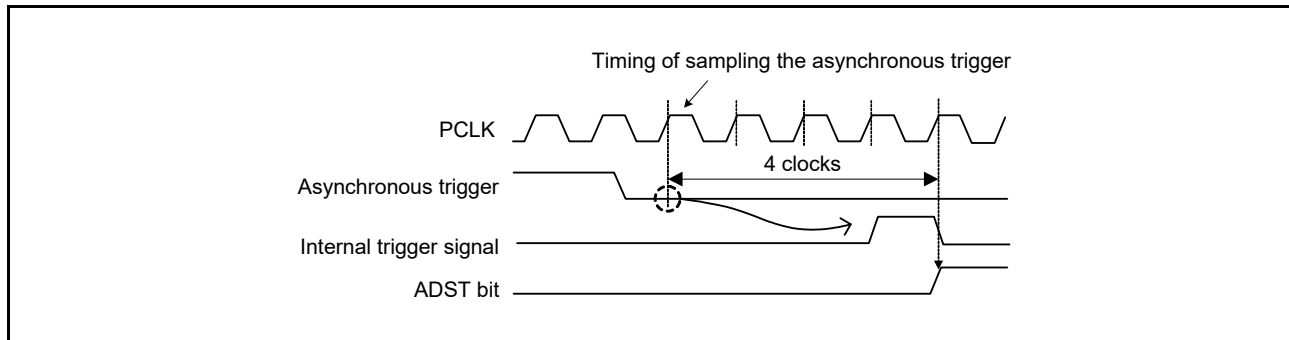 Timing of sampling the asynchronous trigger
PCLK
4 clocks
Asynchronous trigger
Internal trigger signal
ADST bit